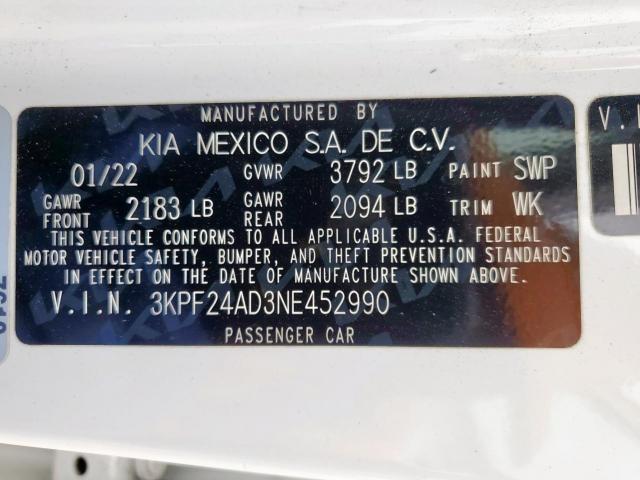 MANUFACTURED BY
KIA MEXICO S.A. DE C.V.
01/22 GVWR 3792 LB PAINT SWP
GAWR FRONT 2183 LB GAWR REAR 2094 LB TRIM WK
THIS VEHICLE CONFORMS TO ALL APPLICABLE U.S.A. FEDERAL
MOTOR VEHICLE SAFETY, BUMPER, AND THEFT PREVENTION STANDARDS
IN EFFECT ON THE DATE OF MANUFACTURE SHOWN ABOVE.
V.I.N. 3KPF24AD3NE452990
PASSENGER CAR
V.I